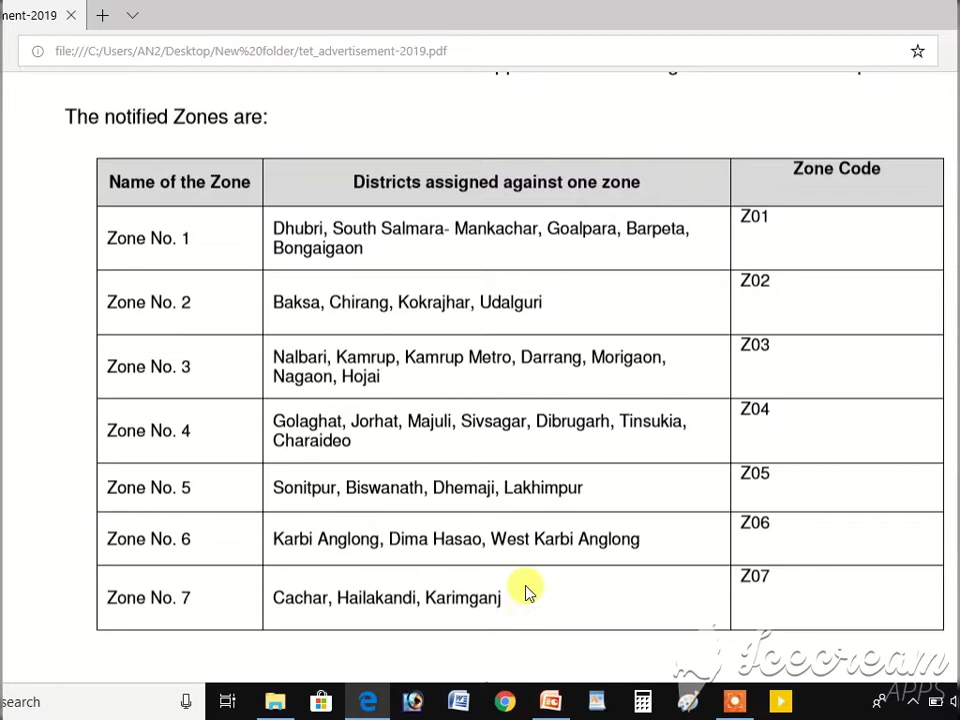 ment-2019
file:///C:/Users/AN2/Desktop/New%20folder/tet_advertisement-2019.pdf
The notified Zones are:
Name of the Zone Districts assigned against one zone Zone Code
Zone No. 1 Dhubri, South Salmara- Mankachar, Goalpara, Barpeta, Z01
Bongaigaon
Zone No. 2 Baksa, Chirang, Kokrajhar, Udalguri Z02
Zone No. 3 Nalbari, Kamrup, Kamrup Metro, Darrang, Morigaon, Z03
Nagaon, Hojai
Zone No. 4 Golaghat, Jorhat, Majuli, Sivsagar, Dibrugarh, Tinsukia, Z04
Charaideo
Zone No. 5 Sonitpur, Biswanath, Dhemaji, Lakhimpur Z05
Zone No. 6 Karbi Anglong, Dima Hasao, West Karbi Anglong Z06
Zone No. 7 Cachar, Hailakandi, Karimganj Z07
Icecream
APPS
search